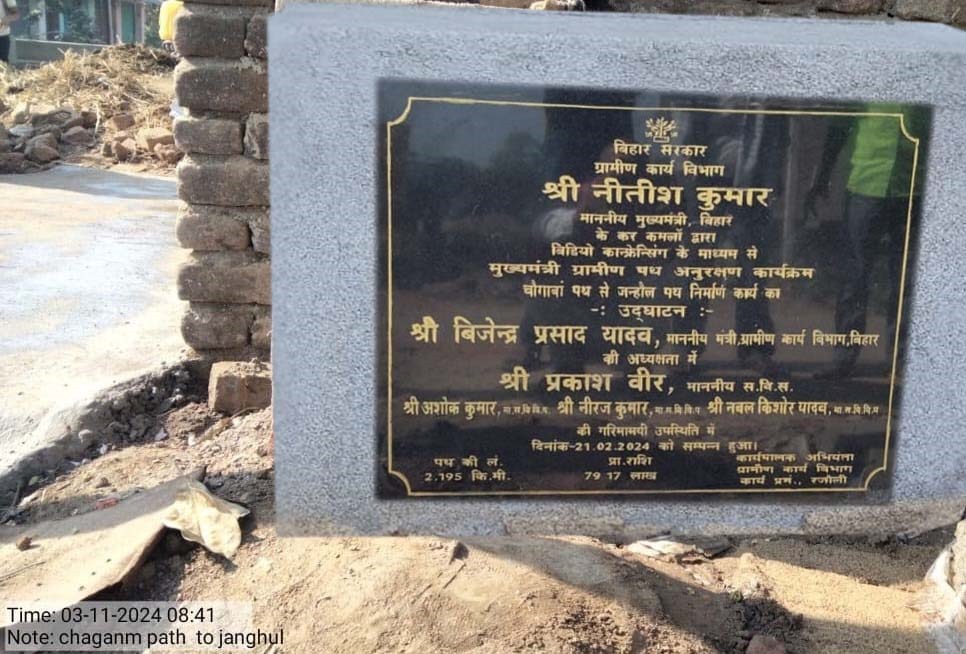 बिहार सरकार
ग्रामीण कार्य विभाग
श्री नीतीश कुमार
माननीय मुख्यमंत्री, बिहार
के कर कमलों द्वारा
विडियो कान्फ्रेन्सिंग के माध्यम से
मुख्यमंत्री ग्रामीण पथ अनुरक्षण कार्यक्रम
चौगावां पथ से जन्हौल पथ निर्माण कार्य का
-: उद्घाटन :-
श्री बिजेन्द्र प्रसाद यादव, माननीय मंत्री,ग्रामीण कार्य विभाग,बिहार
की अध्यक्षता में
श्री प्रकाश वीर, माननीय स.वि.स.
श्री अशोक कुमार, मा.स.वि.प. श्री नीरज कुमार, मा.स.वि.प. श्री नवल किशोर यादव, मा.स.वि.प.
की गरिमामयी उपस्थिति में
दिनांक-21.02.2024 को सम्पन्न हुआ।
पथ की लं. प्रा.राशि कार्यपालक अभियंता
2.195 कि.मी. 79 17 लाख ग्रामीण कार्य विभाग
कार्य प्रमं., रजौली
Time: 03-11-2024 08:41
Note: chaganm path to janghul